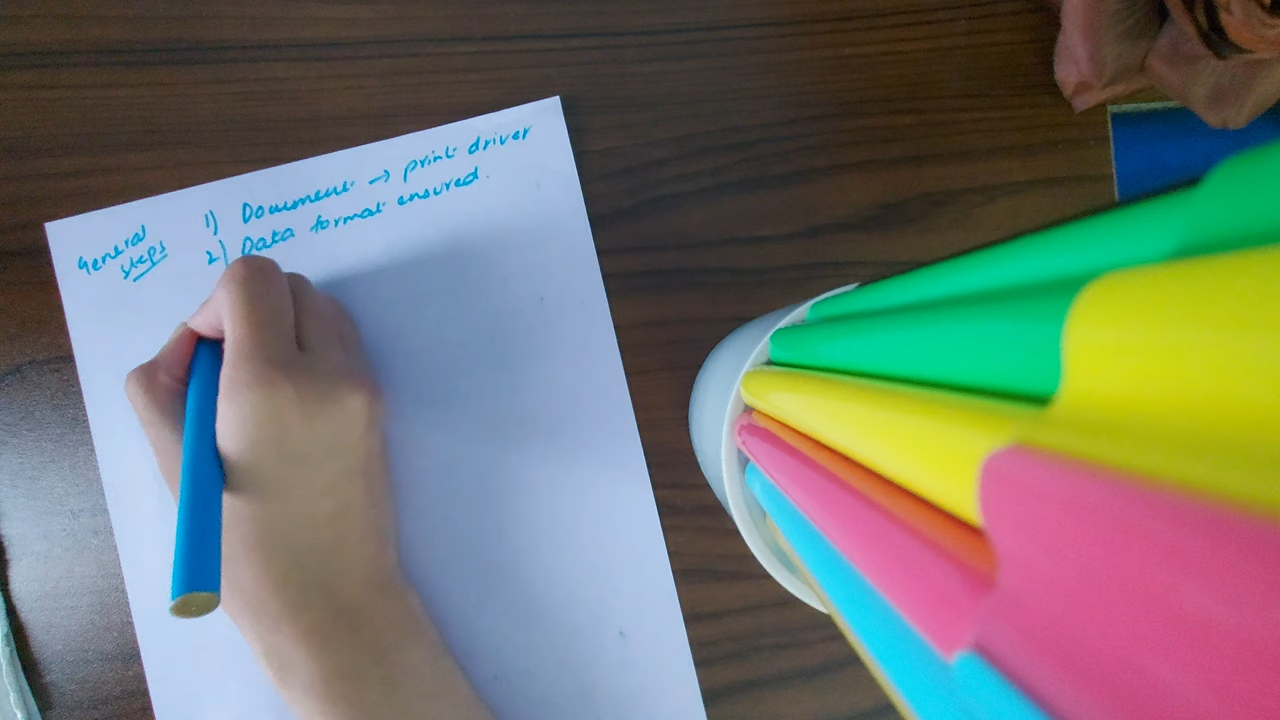 General
steps
1) Document → print driver
2) Data format ensured.